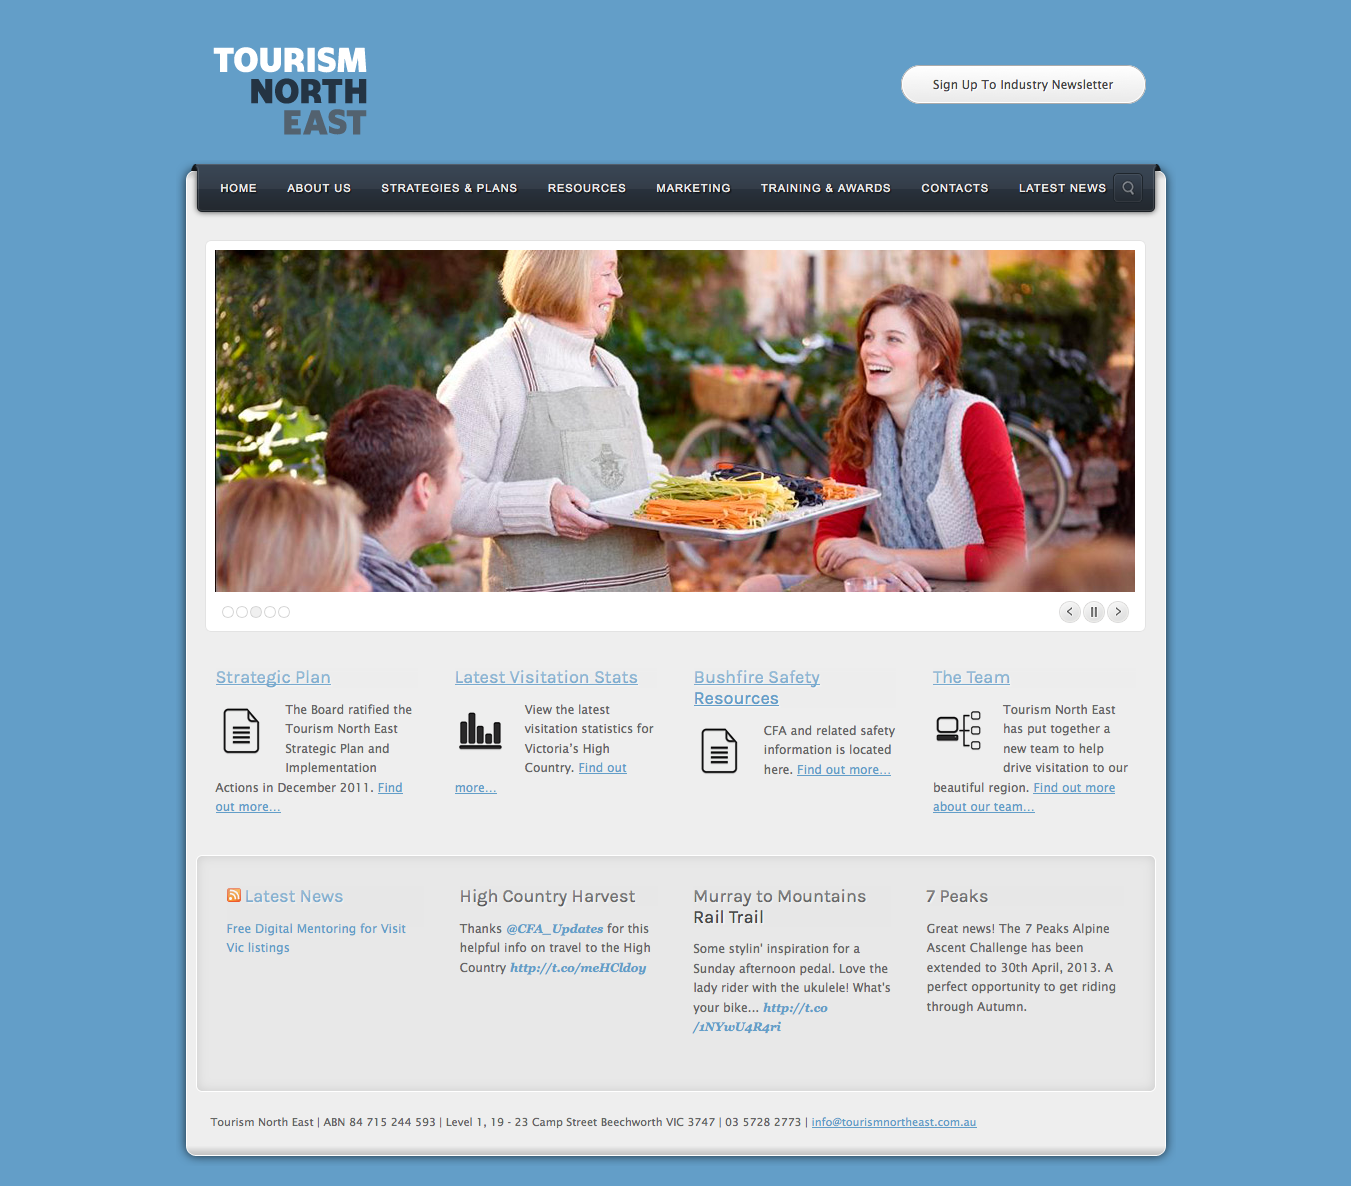 TOURISM
NORTH
EAST
Sign Up To Industry Newsletter
HOME ABOUT US STRATEGIES & PLANS RESOURCES MARKETING TRAINING & AWARDS CONTACTS LATEST NEWS
Strategic Plan
The Board ratified the
Tourism North East
Strategic Plan and
Implementation
Actions in December 2011. Find
out more...
Latest Visitation Stats
View the latest
visitation statistics for
Victoria's High
Country. Find out
more...
Bushfire Safety
Resources
CFA and related safety
information is located
here. Find out more...
The Team
Tourism North East
has put together a
new team to help
drive visitation to our
beautiful region. Find out more
about our team...
Latest News
Free Digital Mentoring for Visit
Vic listings
High Country Harvest
Thanks @CFA_Updates for this
helpful info on travel to the High
Country http://t.co/meHCldoy
Murray to Mountains
Rail Trail
Some stylin' inspiration for a
Sunday afternoon pedal. Love the
lady rider with the ukulele! What's
your bike... http://t.co
/1NYwU4R4ri
7 Peaks
Great news! The 7 Peaks Alpine
Ascent Challenge has been
extended to 30th April, 2013. A
perfect opportunity to get riding
through Autumn.
Tourism North East | ABN 84 715 244 593 | Level 1, 19 - 23 Camp Street Beechworth VIC 3747 | 03 5728 2773 | info@tourismnortheast.com.au